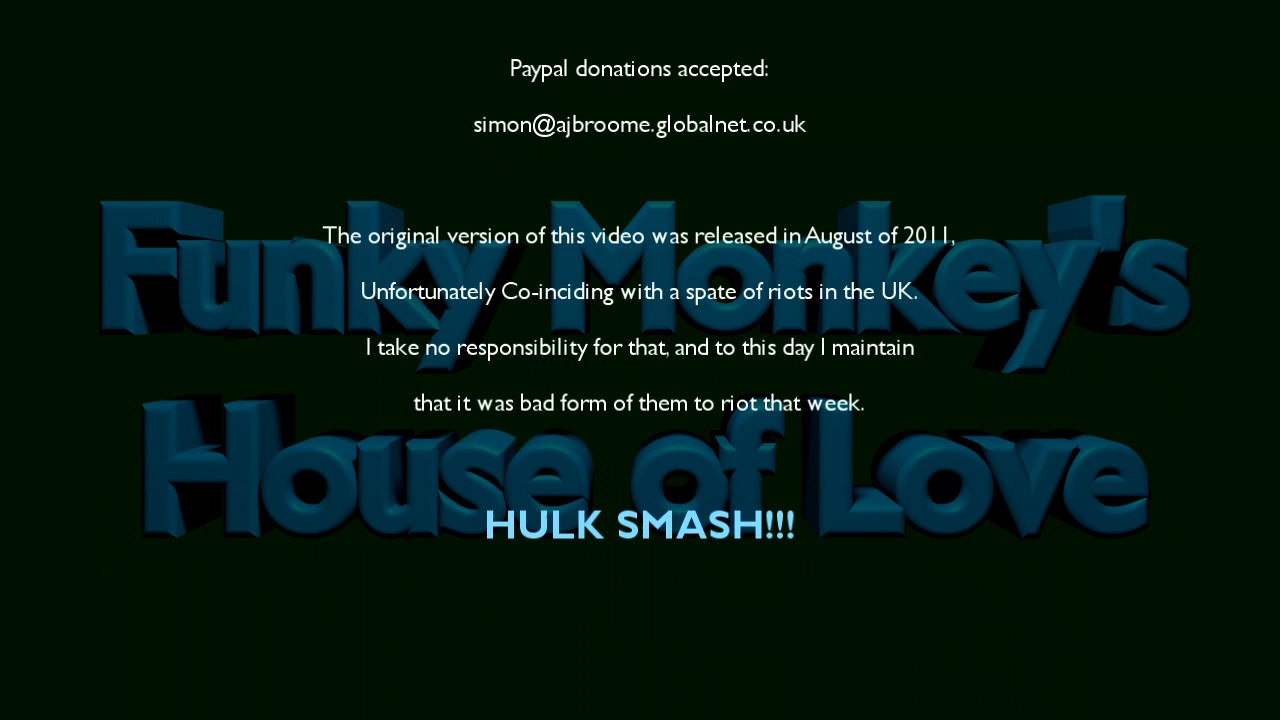 Paypal donations accepted:
simon@ajbroome.globalnet.co.uk
Funky Monkey's
The original version of this video was released in August of 2011,
Unfortunately Co-inciding with a spate of riots in the UK.
I take no responsibility for that, and to this day I maintain
that it was bad form of them to riot that week.
House of Love
HULK SMASH!!!